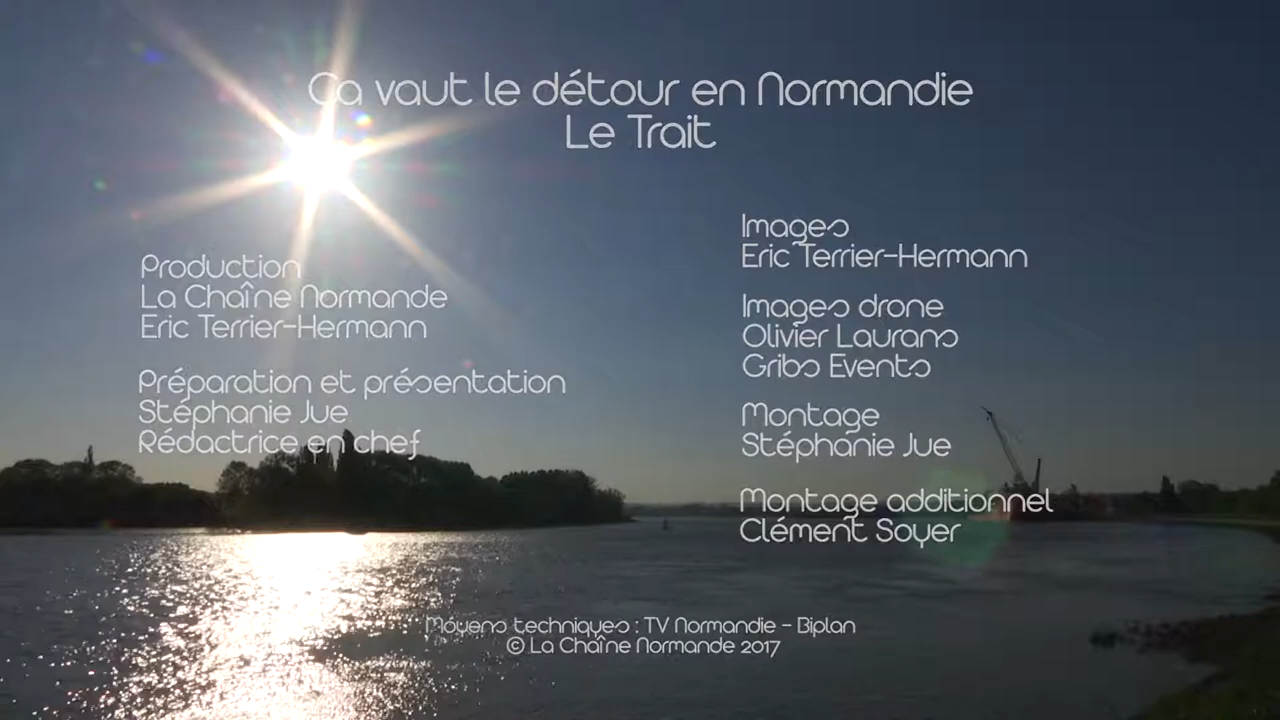 Ça vaut le détour en Normandie
Le Trait
Production
La Chaîne Normande
Eric Terrier-Hermann
Préparation et présentation
Stéphanie Jue
Rédactrice en chef
Images
Eric Terrier-Hermann
Images drone
Olivier Laurans
Gribs Events
Montage
Stéphanie Jue
Montage additionnel
Clément Soyer
Moyens techniques : TV Normandie - Biplan
© La Chaîne Normande 2017